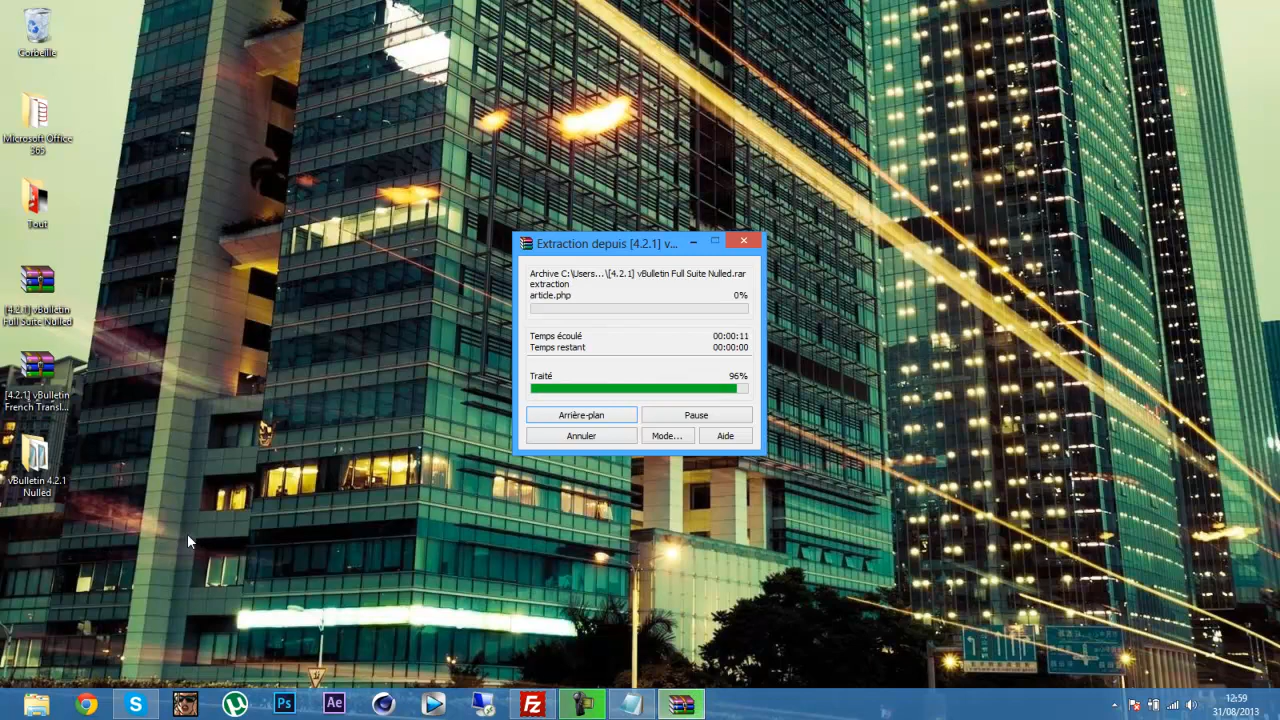 Corbeille
Microsoft Office
365
Tout
[4.2.1] vBulletin
Full Suite Nulled
[4.2.1] vBulletin
French Transl...
vBulletin 4.2.1
Nulled
Extraction depuis [4.2.1] v...
Archive C:\Users...\[4.2.1] vBulletin Full Suite Nulled.rar
extraction
article.php 0%
Temps écoulé 00:00:11
Temps restant 00:00:00
Traité 96%
Arrière-plan Pause
Annuler Mode... Aide
S Ps Ae Fz
12:59
31/08/2013